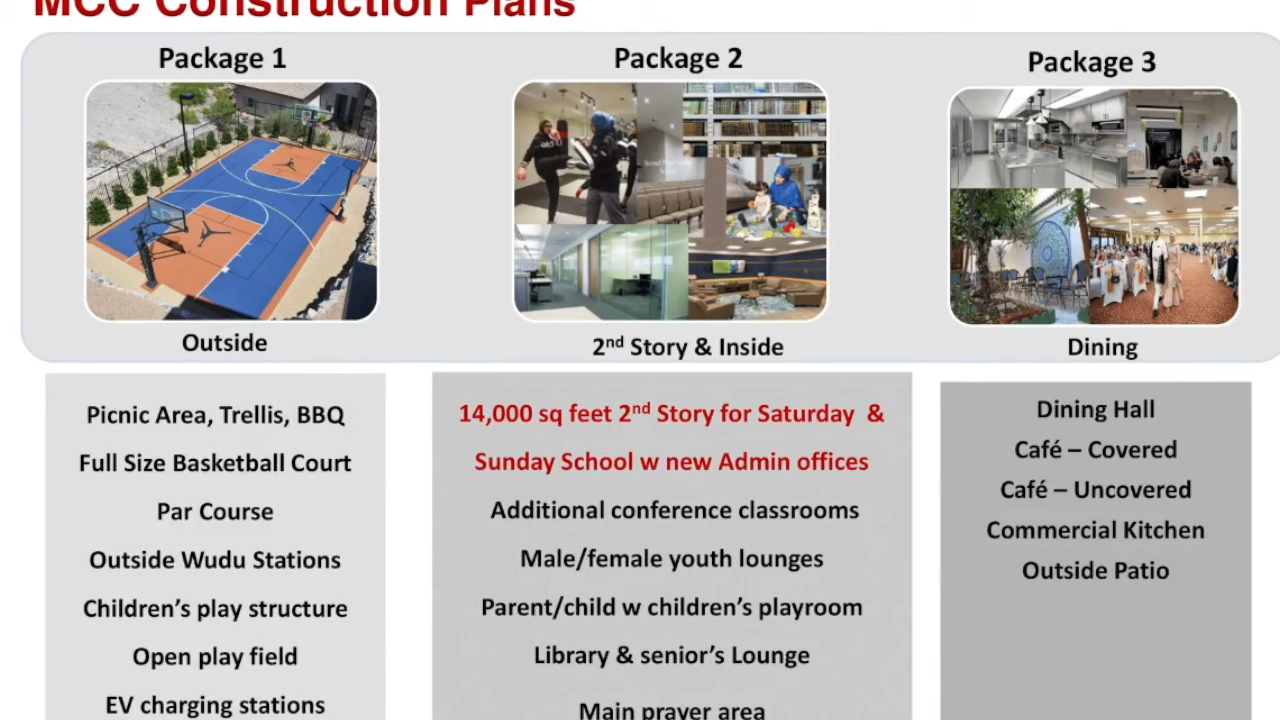 MCC Construction Plans
Package 1
Package 2
Package 3
Outside
2nd Story & Inside
Dining
Picnic Area, Trellis, BBQ
Full Size Basketball Court
Par Course
Outside Wudu Stations
Children’s play structure
Open play field
EV charging stations
14,000 sq feet 2nd Story for Saturday &
Sunday School w new Admin offices
Additional conference classrooms
Male/female youth lounges
Parent/child w children’s playroom
Library & senior’s Lounge
Main prayer area
Dining Hall
Café – Covered
Café – Uncovered
Commercial Kitchen
Outside Patio